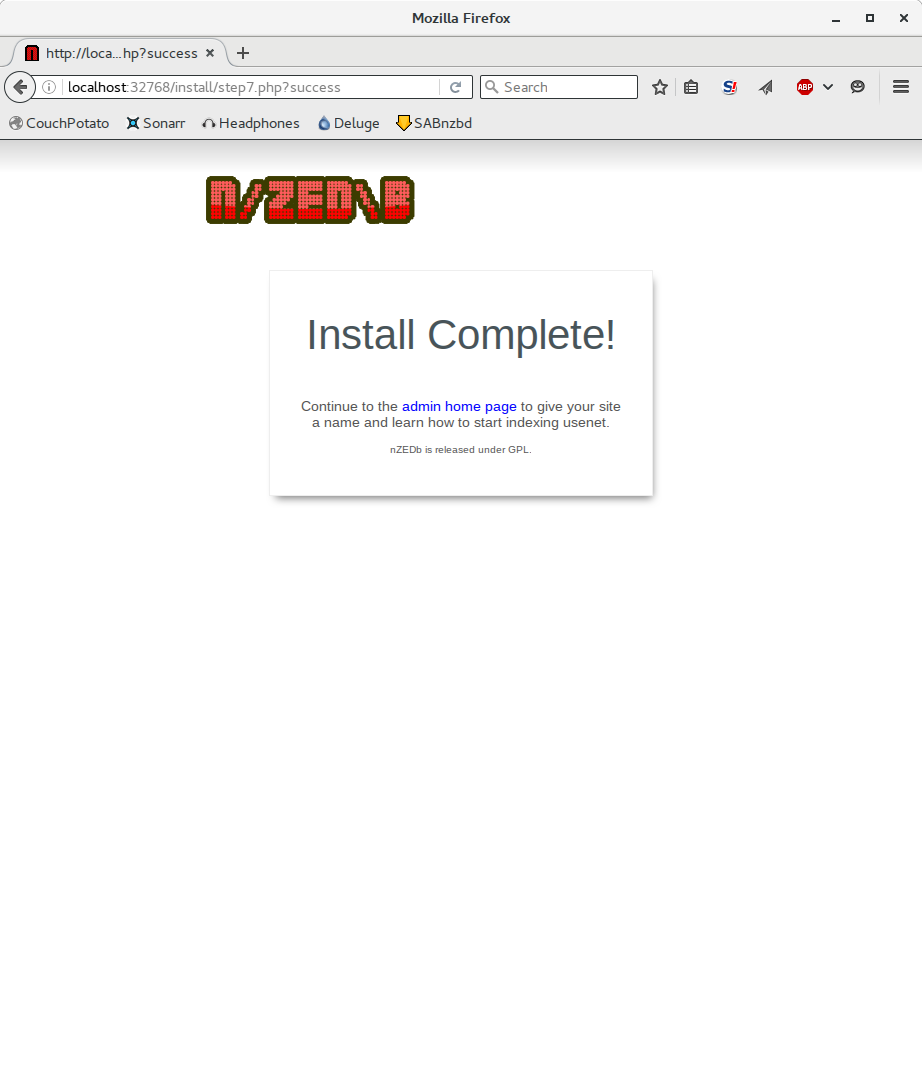 Mozilla Firefox
http://loca...hp?success
localhost:32768/install/step7.php?success
Search
ABP
CouchPotato Sonarr Headphones Deluge SABnzbd
n/ZED\B
Install Complete!
Continue to the admin home page to give your site
a name and learn how to start indexing usenet.
nZEDb is released under GPL.